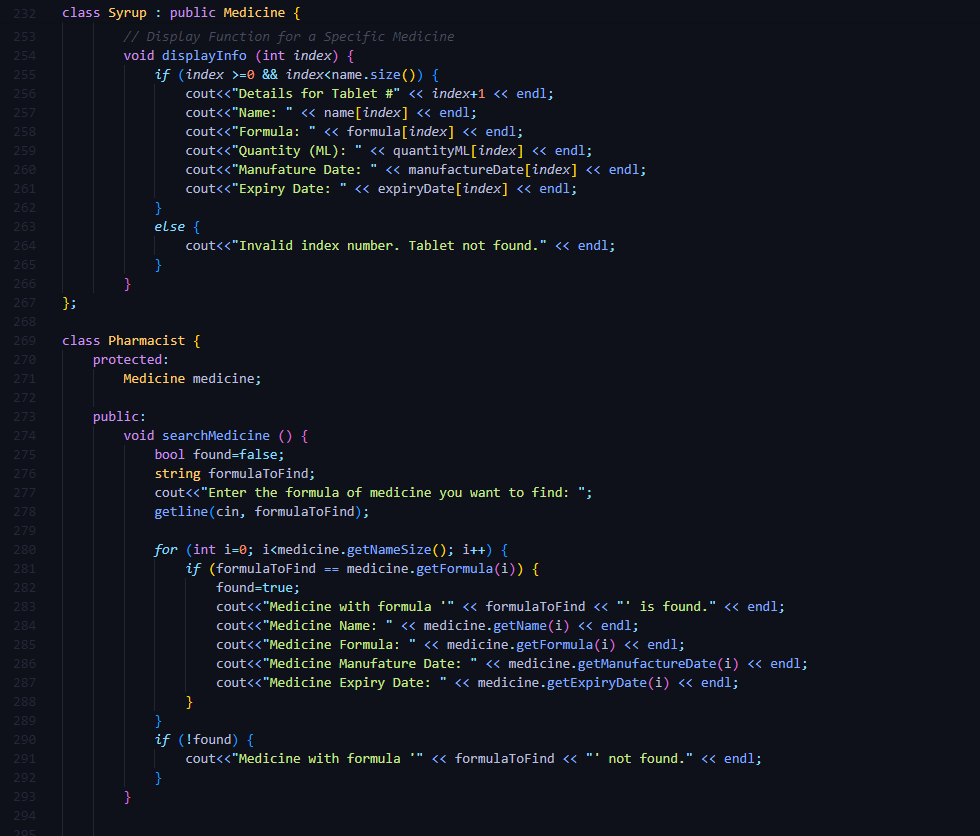 232 class Syrup : public Medicine {
253 // Display Function for a Specific Medicine
254 void displayInfo (int index) {
255 if (index >=0 && index<name.size()) {
256 cout<<"Details for Tablet #" << index+1 << endl;
257 cout<<"Name: " << name[index] << endl;
258 cout<<"Formula: " << formula[index] << endl;
259 cout<<"Quantity (ML): " << quantityML[index] << endl;
260 cout<<"Manufature Date: " << manufactureDate[index] << endl;
261 cout<<"Expiry Date: " << expiryDate[index] << endl;
262 }
263 else {
264 cout<<"Invalid index number. Tablet not found." << endl;
265 }
266 }
267 };
268
269 class Pharmacist {
270 protected:
271 Medicine medicine;
272
273 public:
274 void searchMedicine () {
275 bool found=false;
276 string formulaToFind;
277 cout<<"Enter the formula of medicine you want to find: ";
278 getline(cin, formulaToFind);
279
280 for (int i=0; i<medicine.getNameSize(); i++) {
281 if (formulaToFind == medicine.getFormula(i)) {
282 found=true;
283 cout<<"Medicine with formula '" << formulaToFind << "' is found." << endl;
284 cout<<"Medicine Name: " << medicine.getName(i) << endl;
285 cout<<"Medicine Formula: " << medicine.getFormula(i) << endl;
286 cout<<"Medicine Manufature Date: " << medicine.getManufactureDate(i) << endl;
287 cout<<"Medicine Expiry Date: " << medicine.getExpiryDate(i) << endl;
288 }
289 }
290 if (!found) {
291 cout<<"Medicine with formula '" << formulaToFind << "' not found." << endl;
292 }
293 }
294
295